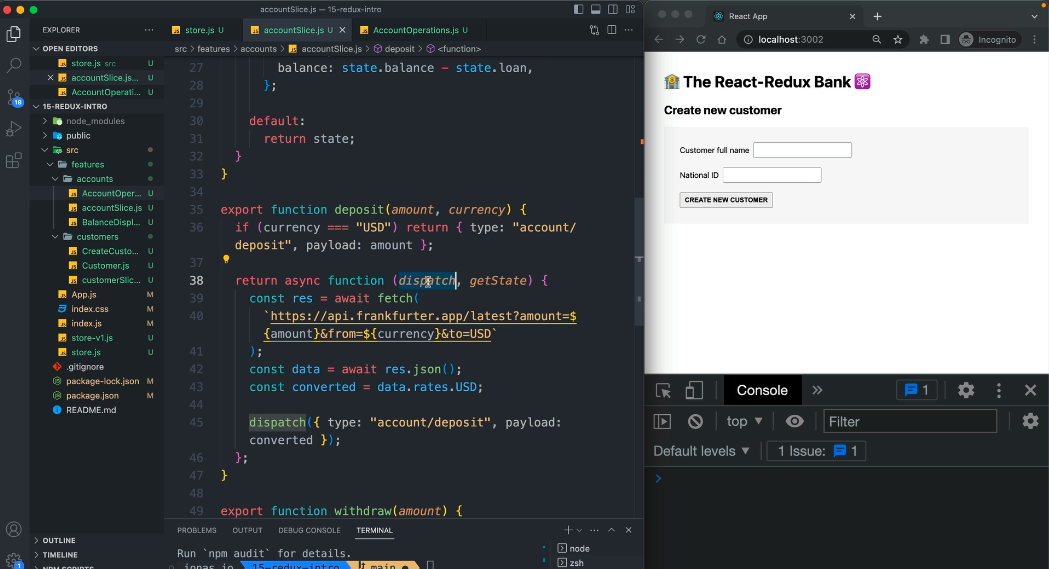 accountSlice.js — 15-redux-intro
EXPLORER
OPEN EDITORS
store.js src U
accountSlice.js... U
AccountOperati... U
15-REDUX-INTRO
node_modules
public
src
features
accounts
AccountOper... U
accountSlice.js U
BalanceDispl... U
customers
CreateCusto... U
Customer.js U
customerSlic... U
App.js M
index.css M
index.js M
store-v1.js U
store.js U
.gitignore
package-lock.json M
package.json M
README.md
OUTLINE
TIMELINE
NPM SCRIPTS
18
1
store.js U
accountSlice.js U
AccountOperations.js U
src > features > accounts > accountSlice.js > deposit > <function>
27 balance: state.balance - state.loan,
28 };
29
30 default:
31 return state;
32 }
33 }
34
35 export function deposit(amount, currency) {
36 if (currency === "USD") return { type: "account/
deposit", payload: amount };
37
38 return async function (dispatch, getState) {
39 const res = await fetch(
40 `https://api.frankfurter.app/latest?amount=$
{amount}&from=${currency}&to=USD`
41 );
42 const data = await res.json();
43 const converted = data.rates.USD;
44
45 dispatch({ type: "account/deposit", payload:
converted });
46 };
47 }
48
49 export function withdraw(amount) {
PROBLEMS OUTPUT DEBUG CONSOLE TERMINAL
Run `npm audit` for details.
jonas.io 15-redux-intro main
node
zsh
React App
localhost:3002
Incognito
The React-Redux Bank
Create new customer
Customer full name
National ID
CREATE NEW CUSTOMER
Console
1
top
Filter
Default levels
1 Issue: 1